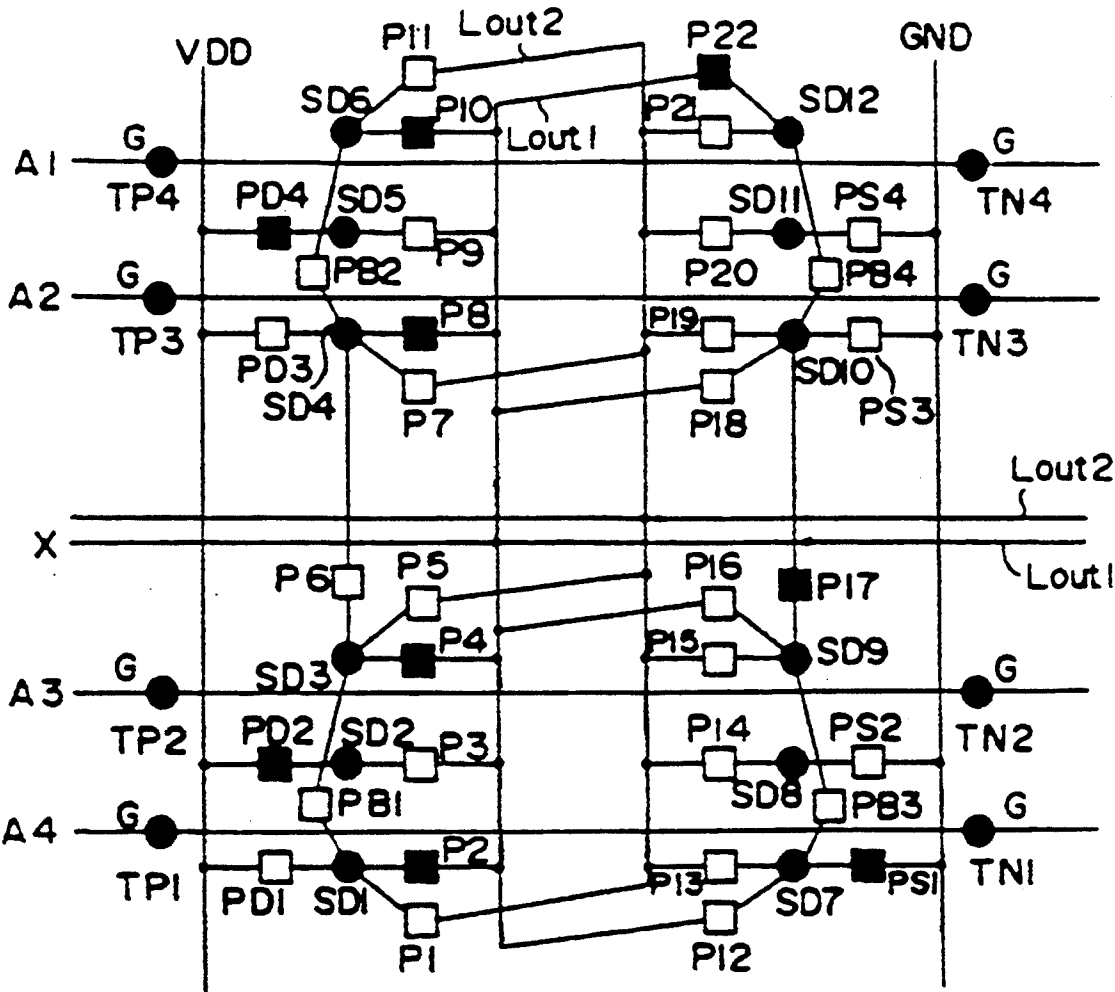 P11 Lout2 P22 GND
VDD
SD6 P10 P21 SD12
Lout1
A1 G G
TP4 PD4 SD5 SD11 PS4 TN4
P9
G PB2 P20 PB4 G
A2
TP3 P8 P19 TN3
PD3 SD10
SD4 P7 P18 PS3
Lout2
X
P6 P5 P16 P17 Lout1
P4 P15
G SD3 SD9 G
A3
TP2 PD2 SD2 P3 P14 PS2 TN2
SD8
G PB1 PB3 G
A4
TP1 P2 P13 PS1 TN1
PD1 SD1 SD7
P1 P12